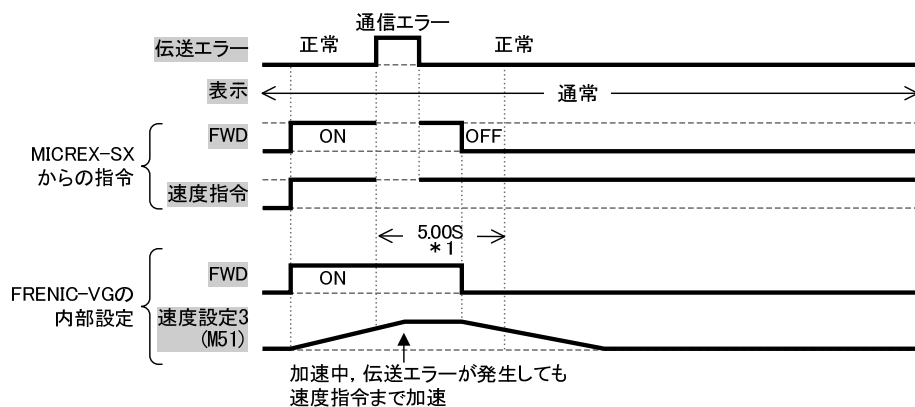 通信エラー
伝送エラー
正常
正常
表示
通常
MICREX-SX
からの指令
FWD
ON
OFF
速度指令
5.00S
*1
FRENIC-VGの
内部設定
FWD
ON
速度設定3
(M51)
加速中,伝送エラーが発生しても
速度指令まで加速